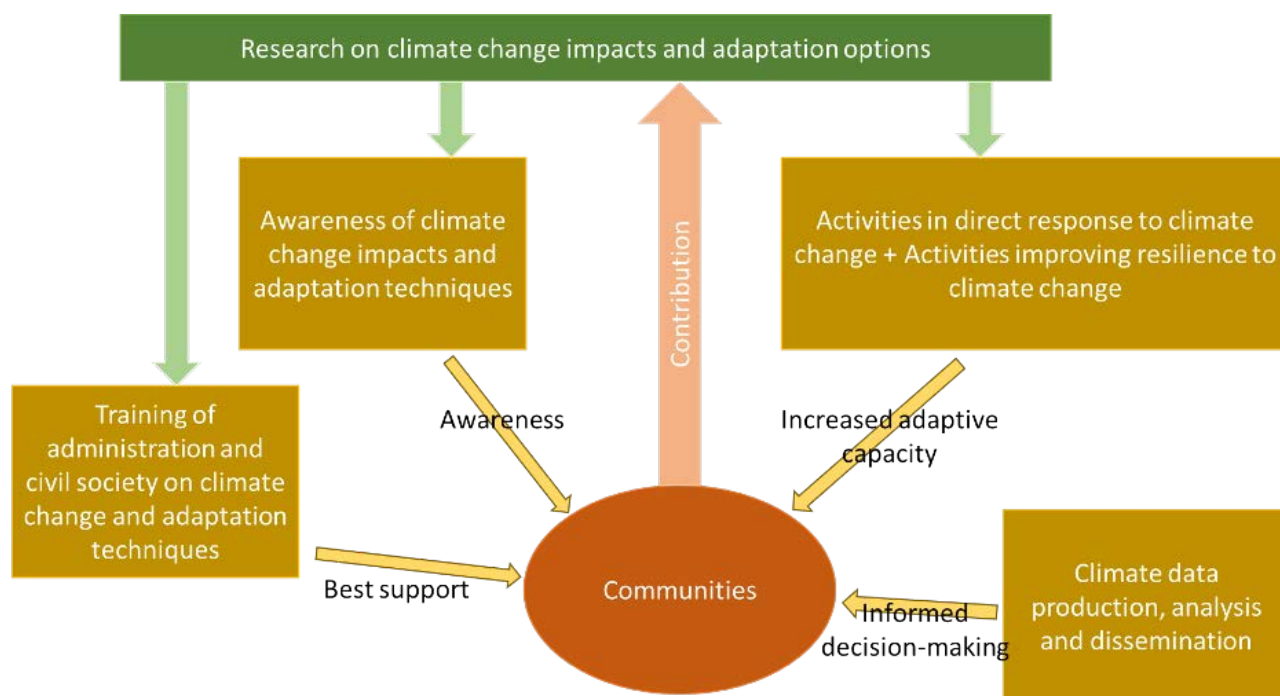 Research on climate change impacts and adaptation options
Awareness of climate
change impacts and
adaptation techniques
Contribution
Activities in direct response to climate
change + Activities improving resilience to
climate change
Training of
administration and
civil society on climate
change and adaptation
techniques
Awareness
Increased adaptive
capacity
Best support
Communities
Informed
decision-making
Climate data
production, analysis
and dissemination